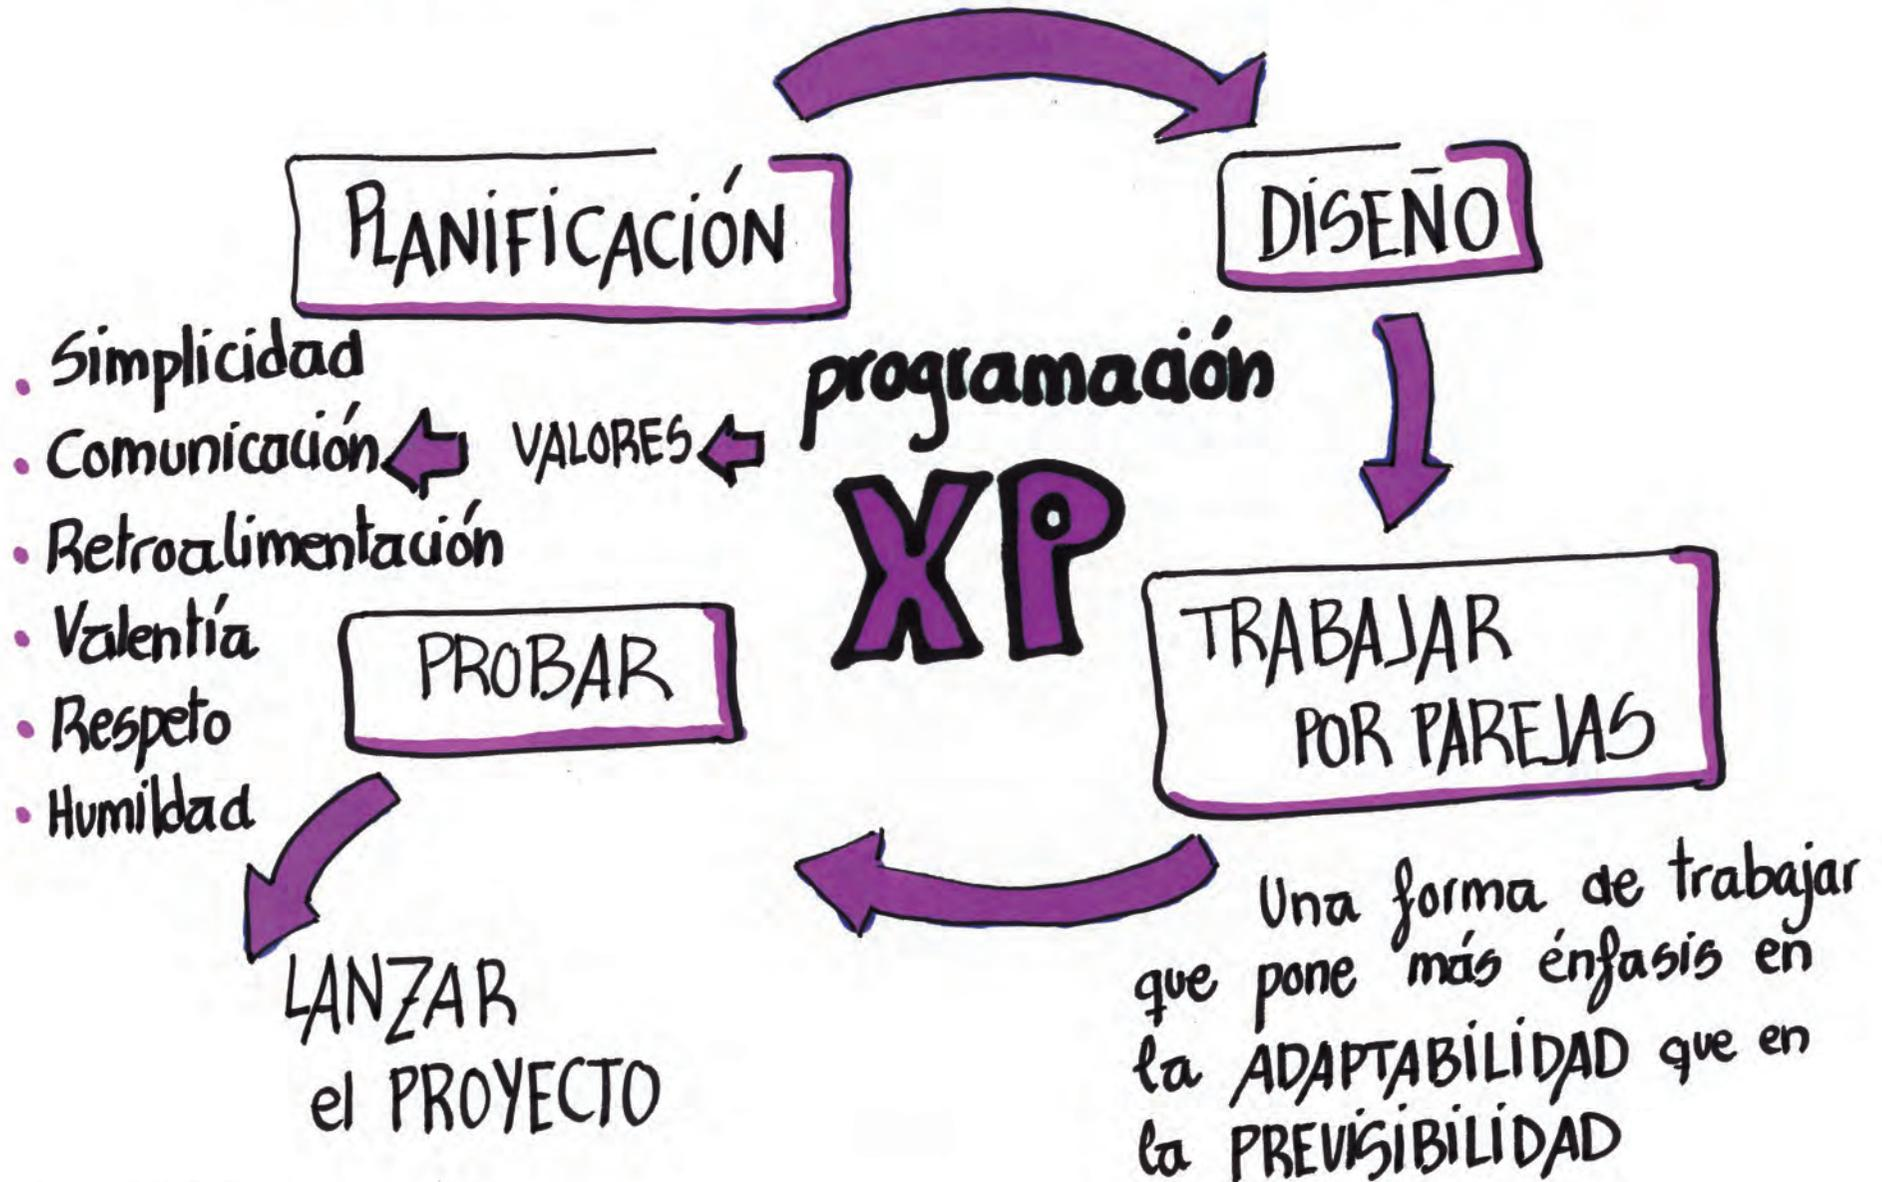 PLANIFICACIÓN
DISEÑO
programación
XP
VALORES
. Simplicidad
. Comunicación
. Retroalimentación
. Valentía
. Respeto
. Humildad
TRABAJAR
POR PAREJAS
PROBAR
LANZAR
el PROYECTO
Una forma de trabajar
que pone más énfasis en
la ADAPTABILIDAD que en
la PREVISIBILIDAD